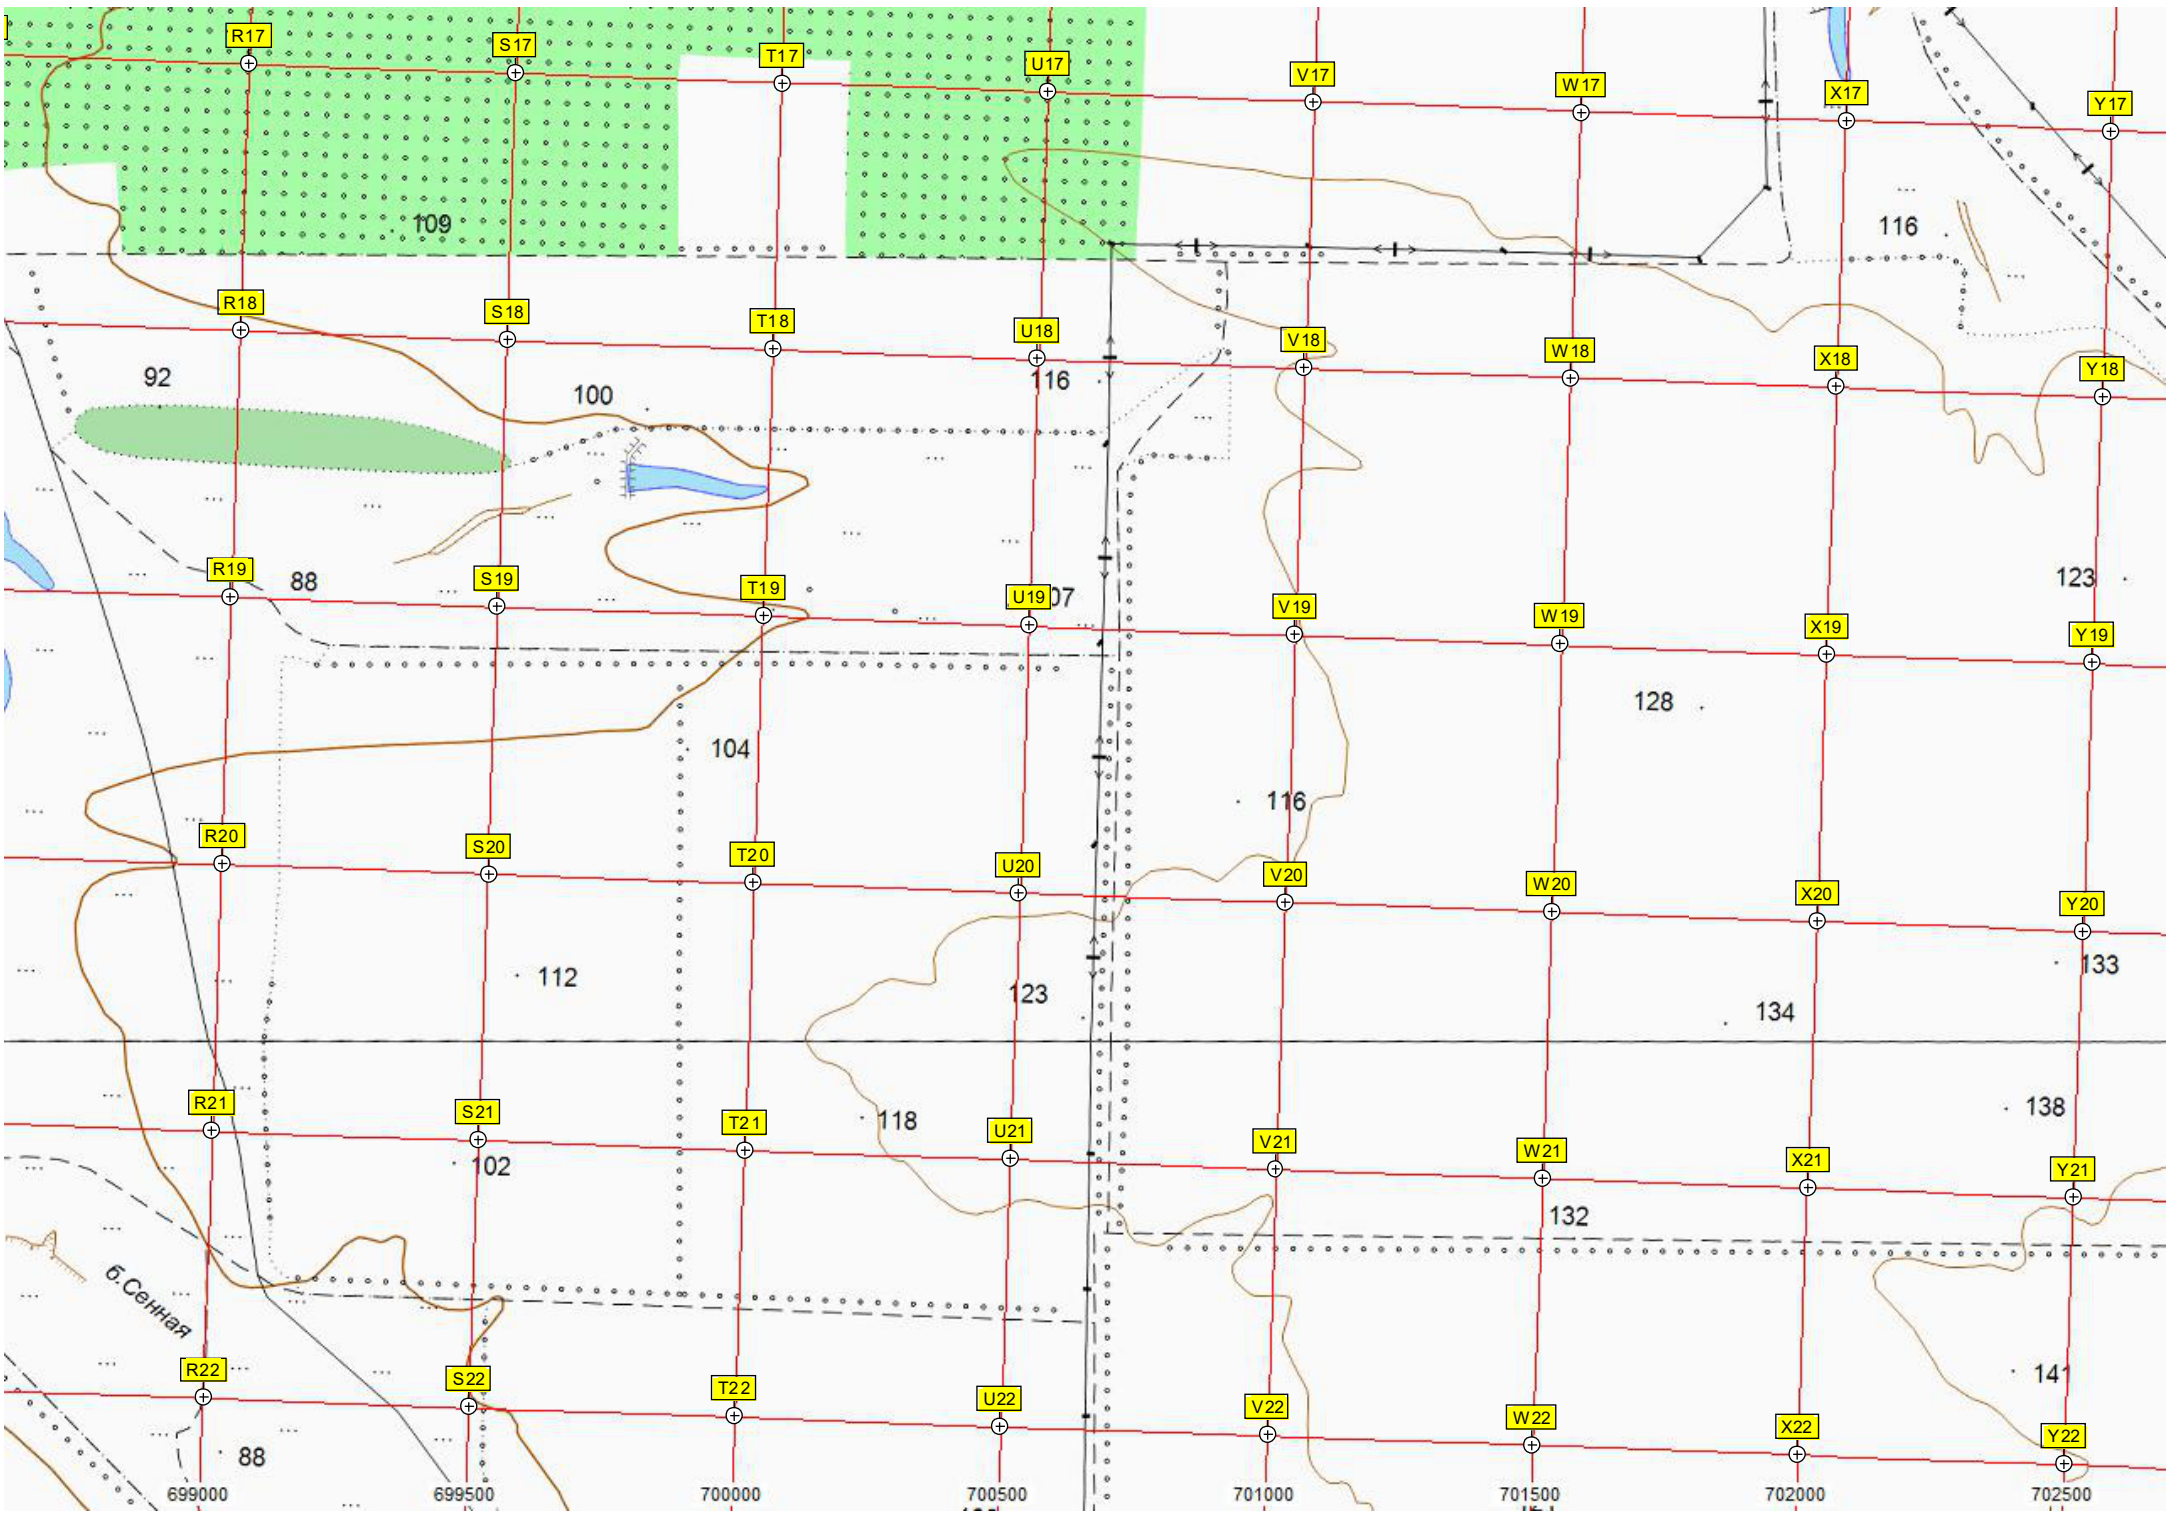 R17 S17 T17 U17 V17 W17 X17 Y17
109 116
R18 S18 T18 U18 V18 W18 X18 Y18
92 100 116
R19 S19 T19 U19 V19 W19 X19 Y19
88 07 123
128
104
116
R20 S20 T20 U20 V20 W20 X20 Y20
112 123 134 133
R21 S21 T21 U21 V21 W21 X21 Y21
118 138
102
132
б.Сенная
141
R22 S22 T22 U22 V22 W22 X22 Y22
88
699000 699500 700000 700500 701000 701500 702000 702500